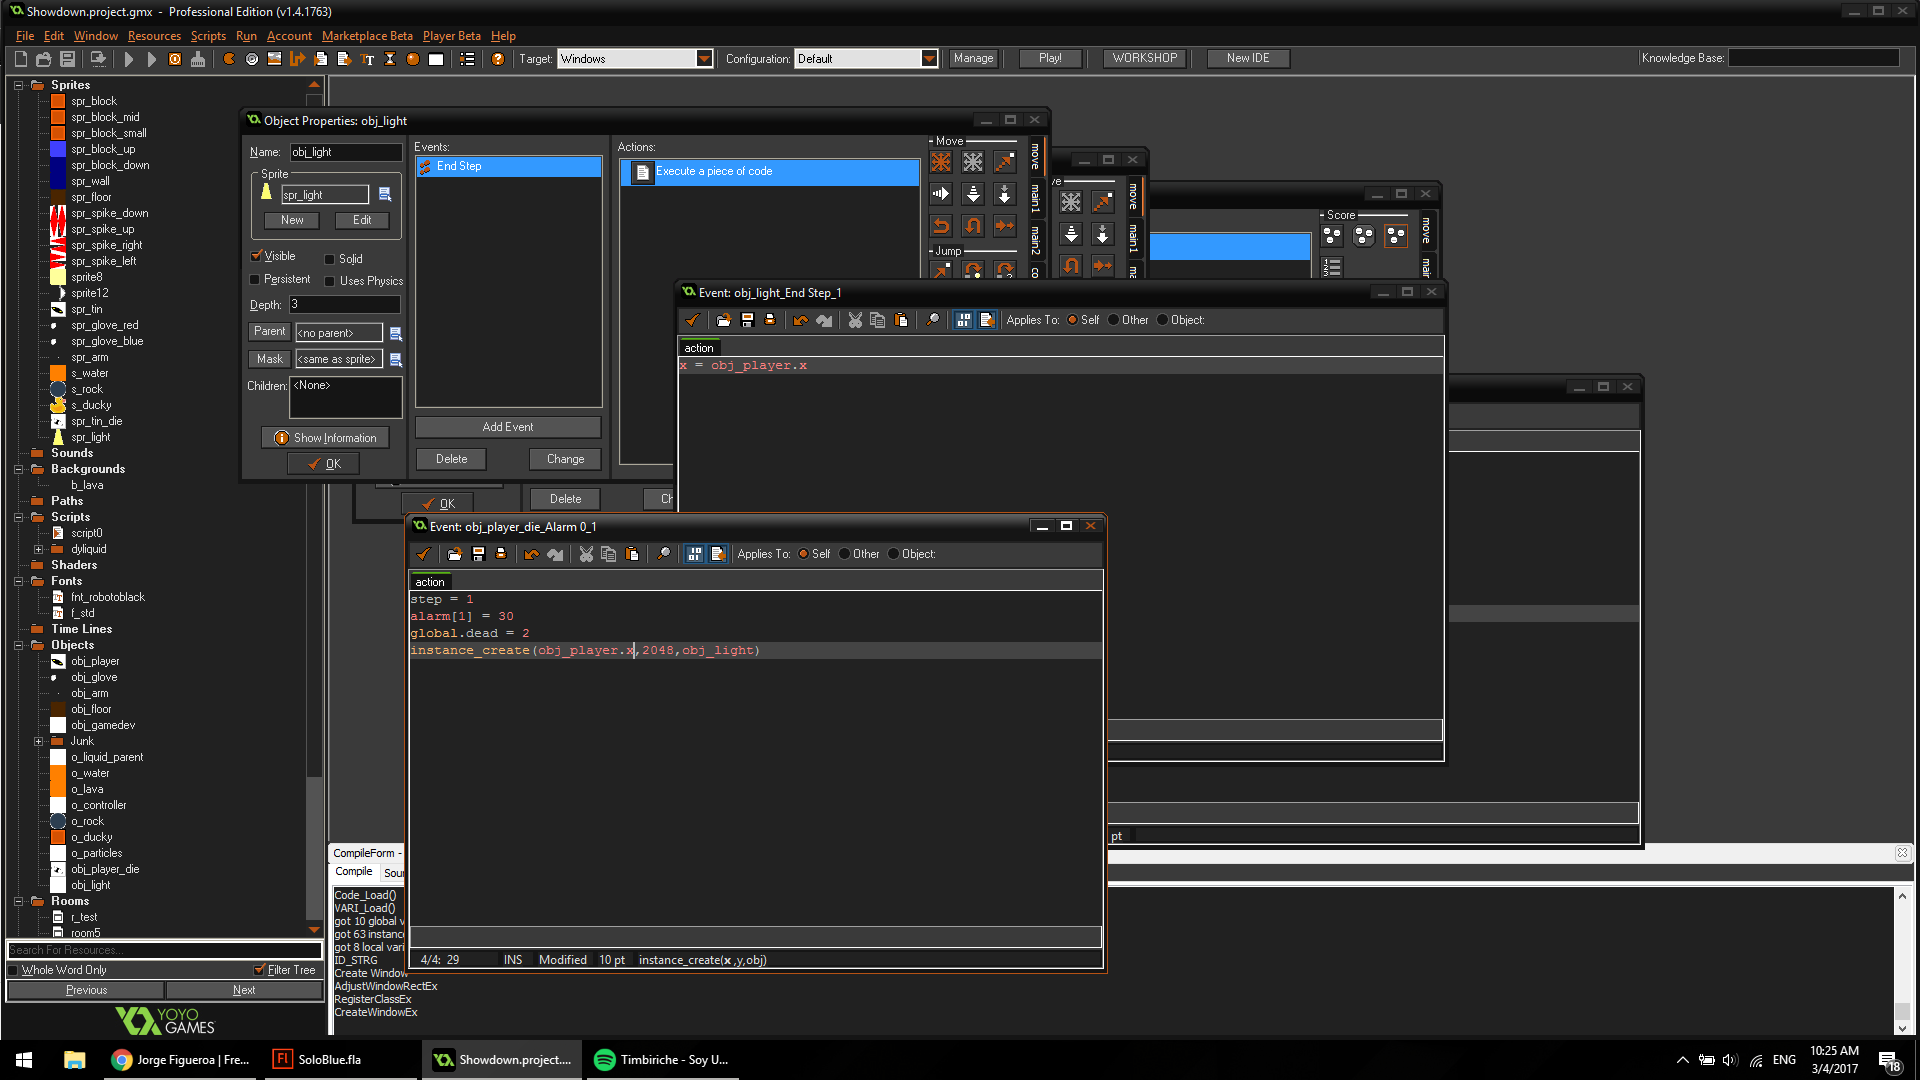 Showdown.project.gmx - Professional Edition (v1.4.1763)
File Edit Window Resources Scripts Run Account Marketplace Beta Player Beta Help
Target: Windows Configuration: Default Manage Play! WORKSHOP New IDE Knowledge Base:
Sprites
spr_block
spr_block_mid
spr_block_small
spr_block_up
spr_block_down
spr_wall
spr_floor
spr_spike_down
spr_spike_up
spr_spike_right
spr_spike_left
sprite8
sprite12
spr_tin
spr_glove_red
spr_glove_blue
spr_arm
s_water
s_rock
s_ducky
spr_tin_die
spr_light
Sounds
Backgrounds
b_lava
Paths
Scripts
script0
dyliquid
Shaders
Fonts
fnt_robotoblack
f_std
Time Lines
Objects
obj_player
obj_glove
obj_arm
obj_floor
obj_gamedev
Junk
o_liquid_parent
o_water
o_lava
o_controller
o_rock
o_ducky
o_particles
obj_player_die
obj_light
Rooms
r_test
room5
Search For Resources...
Whole Word Only Filter Tree
Previous Next
YOYO
GAMES
Object Properties: obj_light
Name: obj_light
Sprite
spr_light
New Edit
Visible Solid
Persistent Uses Physics
Depth: 3
Parent <no parent>
Mask <same as sprite>
Children: <None>
Show Information
OK
Events:
End Step
Add Event
Delete Change
Actions:
Execute a piece of code
Move
Jump
move
main1
main2
co
ve
move
main1
ma
Score
move
mai
OK
Delete Ch
Event: obj_light_End Step_1
Applies To: Self Other Object:
action
x = obj_player.x
Event: obj_player_die_Alarm 0_1
Applies To: Self Other Object:
action
step = 1
alarm[1] = 30
global.dead = 2
instance_create(obj_player.x,2048,obj_light)
4/4: 29 INS Modified 10 pt instance_create(x ,y,obj)
pt
CompileForm -
Compile Sour
Code_Load()
VARI_Load()
got 10 global v
got 63 instanc
got 8 local vari
ID_STRG
Create Window
AdjustWindowRectEx
RegisterClassEx
CreateWindowEx
Jorge Figueroa | Fre...
SoloBlue.fla
Showdown.project....
Timbiriche - Soy U...
ENG
10:25 AM
3/4/2017
18